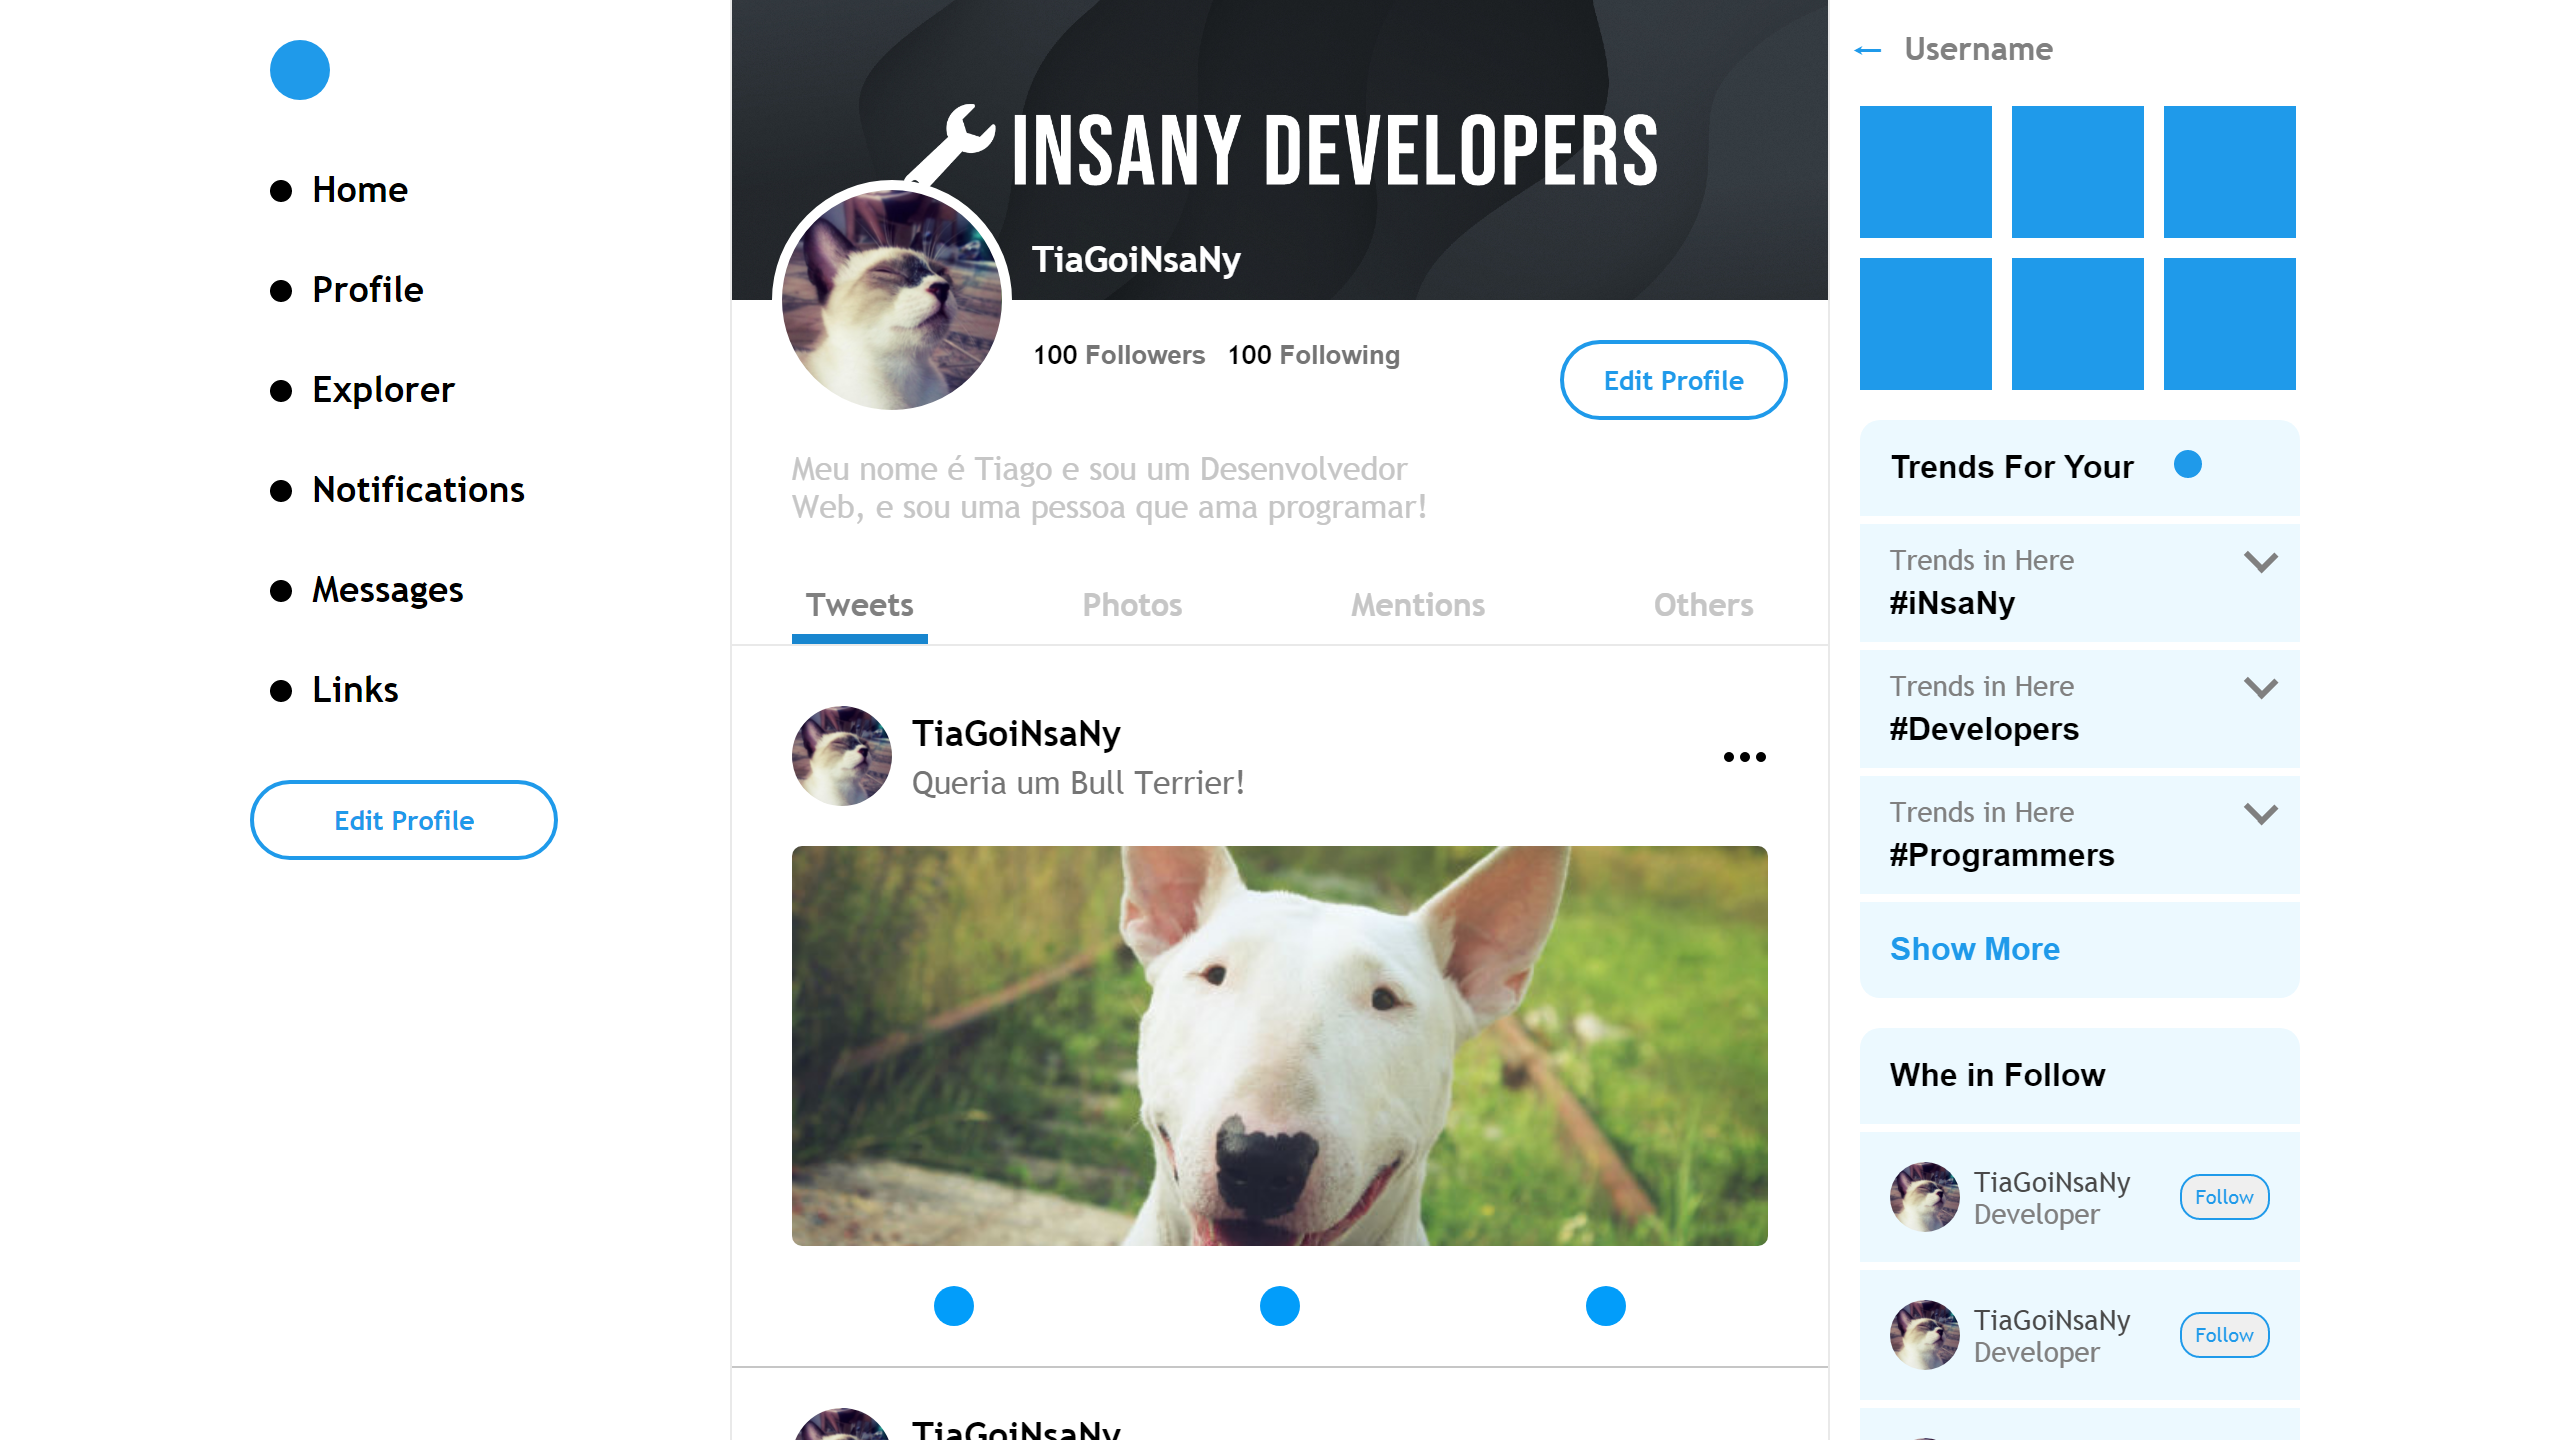 Home
Profile
Explorer
Notifications
Messages
Links
Edit Profile
INSANY DEVELOPERS
TiaGoiNsaNy
100 Followers 100 Following
Edit Profile
Meu nome é Tiago e sou um Desenvolvedor
Web, e sou uma pessoa que ama programar!
Tweets Photos Mentions Others
TiaGoiNsaNy
Queria um Bull Terrier!
TiaGoiNsaNy
← Username
Trends For Your
Trends in Here
#iNsaNy
Trends in Here
#Developers
Trends in Here
#Programmers
Show More
Whe in Follow
TiaGoiNsaNy
Developer
Follow
TiaGoiNsaNy
Developer
Follow